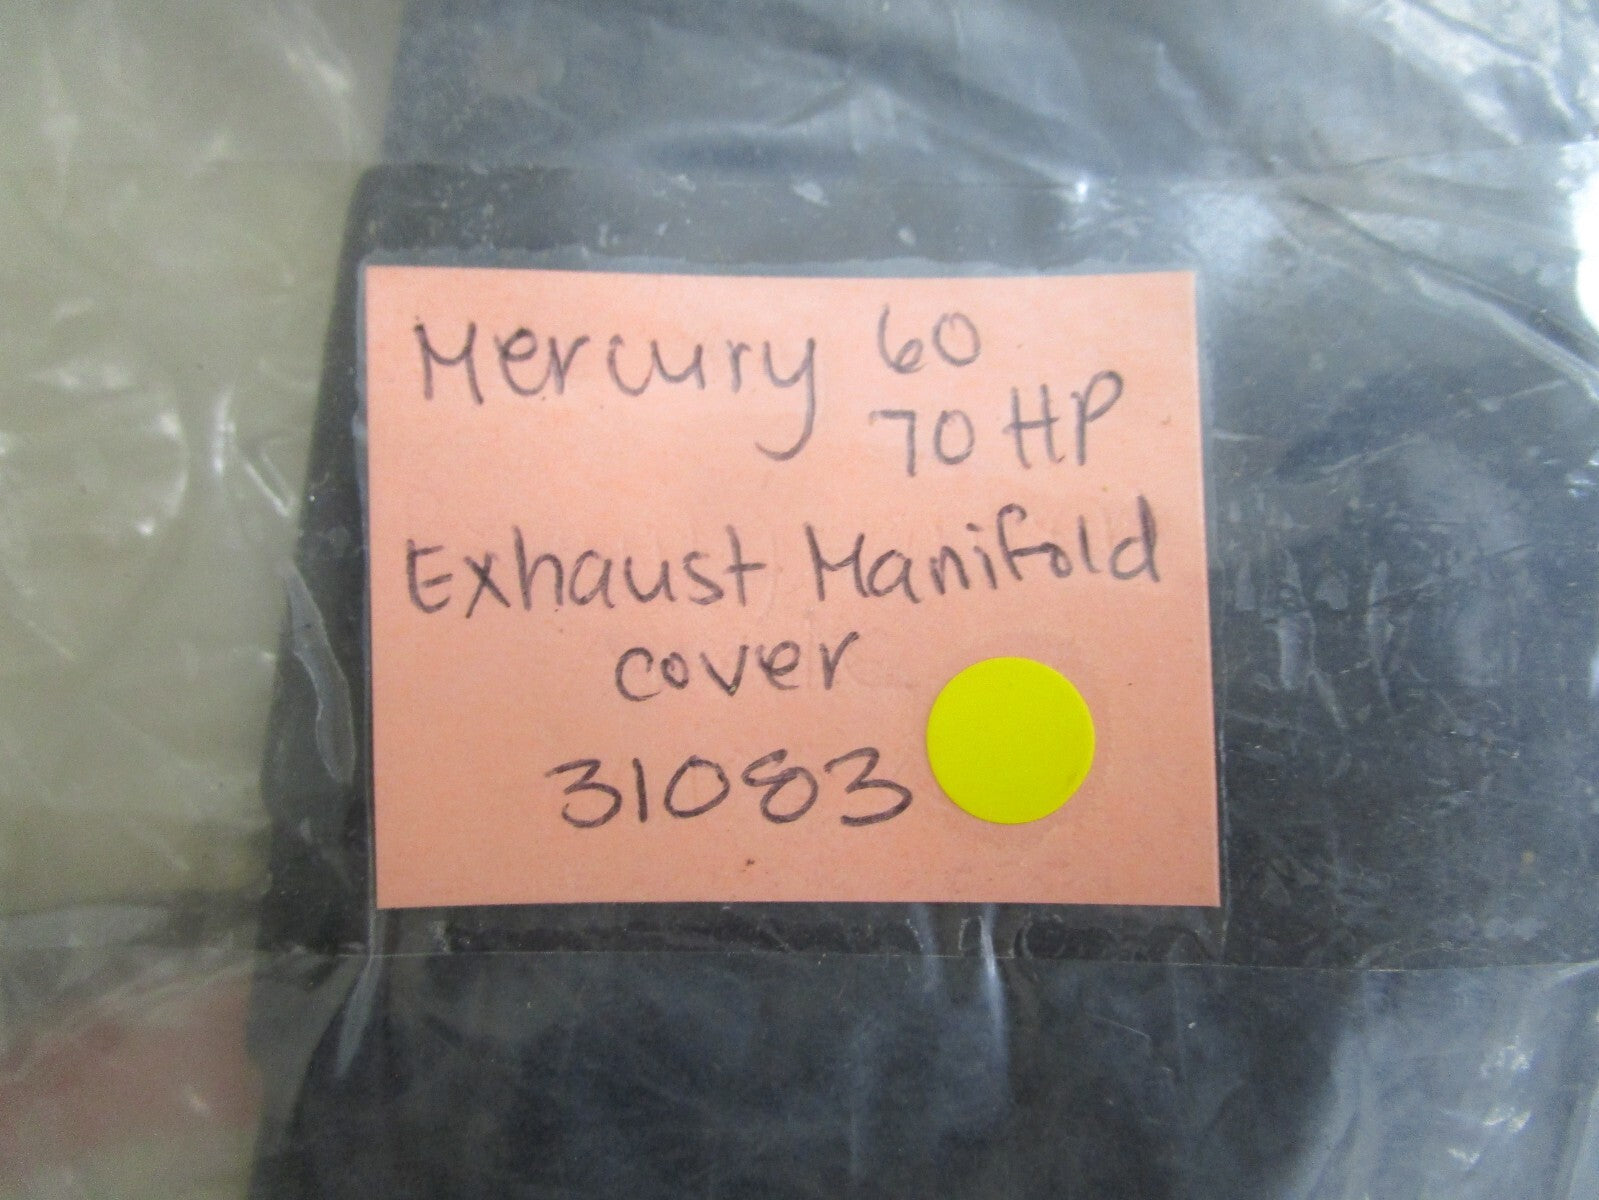 Mercury 60
70 HP
Exhaust Manifold
cover
31083